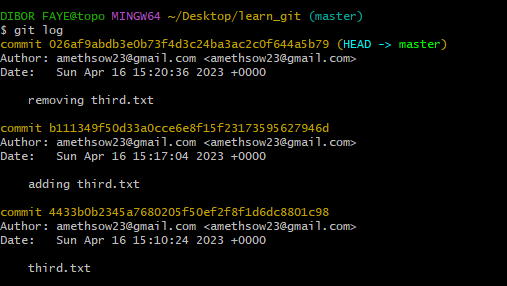 DIBOR FAYE@topo MINGW64 ~/Desktop/learn_git (master)
$ git log
commit 026af9abdb3e0b73f4d3c24ba3ac2c0f644a5b79 (HEAD -> master)
Author: amethsow23@gmail.com <amethsow23@gmail.com>
Date:   Sun Apr 16 15:20:36 2023 +0000
removing third.txt
commit b111349f50d33a0cce6e8f15f23173595627946d
Author: amethsow23@gmail.com <amethsow23@gmail.com>
Date:   Sun Apr 16 15:17:04 2023 +0000
adding third.txt
commit 4433b0b2345a7680205f50ef2f8f1d6dc8801c98
Author: amethsow23@gmail.com <amethsow23@gmail.com>
Date:   Sun Apr 16 15:10:24 2023 +0000
third.txt